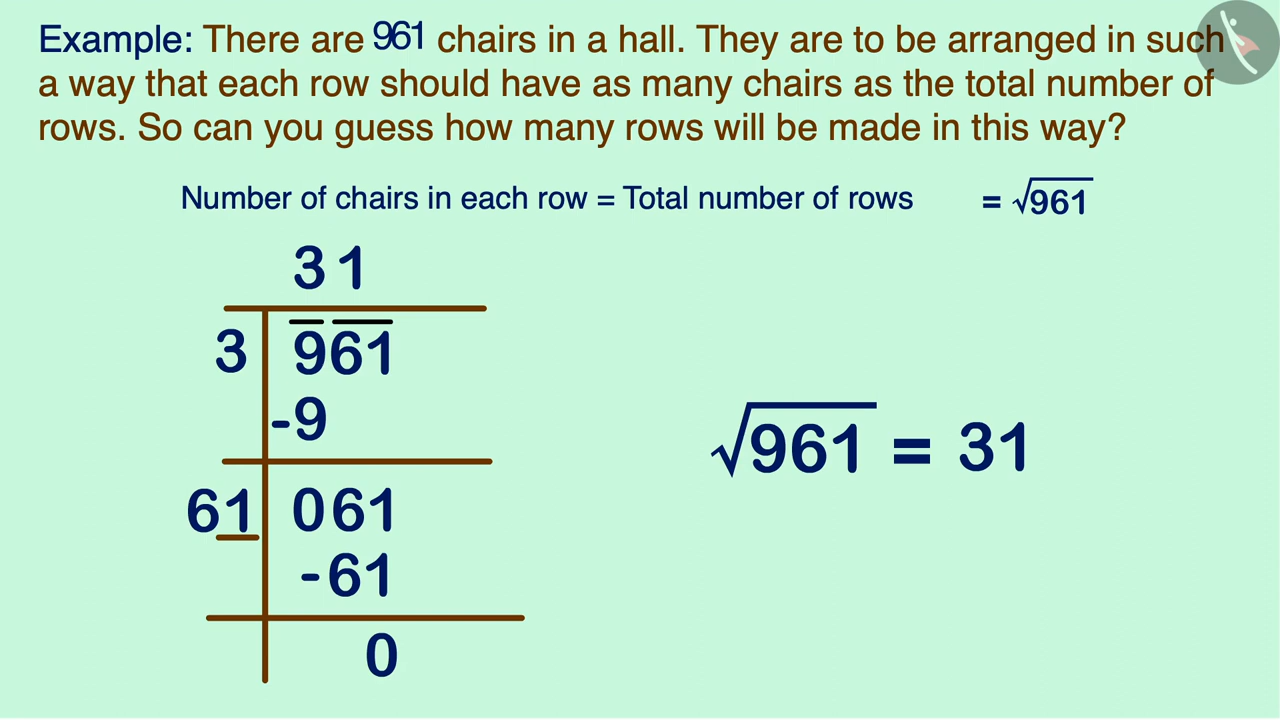 Example: There are 961 chairs in a hall. They are to be arranged in such
a way that each row should have as many chairs as the total number of
rows. So can you guess how many rows will be made in this way?
Number of chairs in each row = Total number of rows = √961
31
3 961
-9
61 061
-61
0
√961 = 31